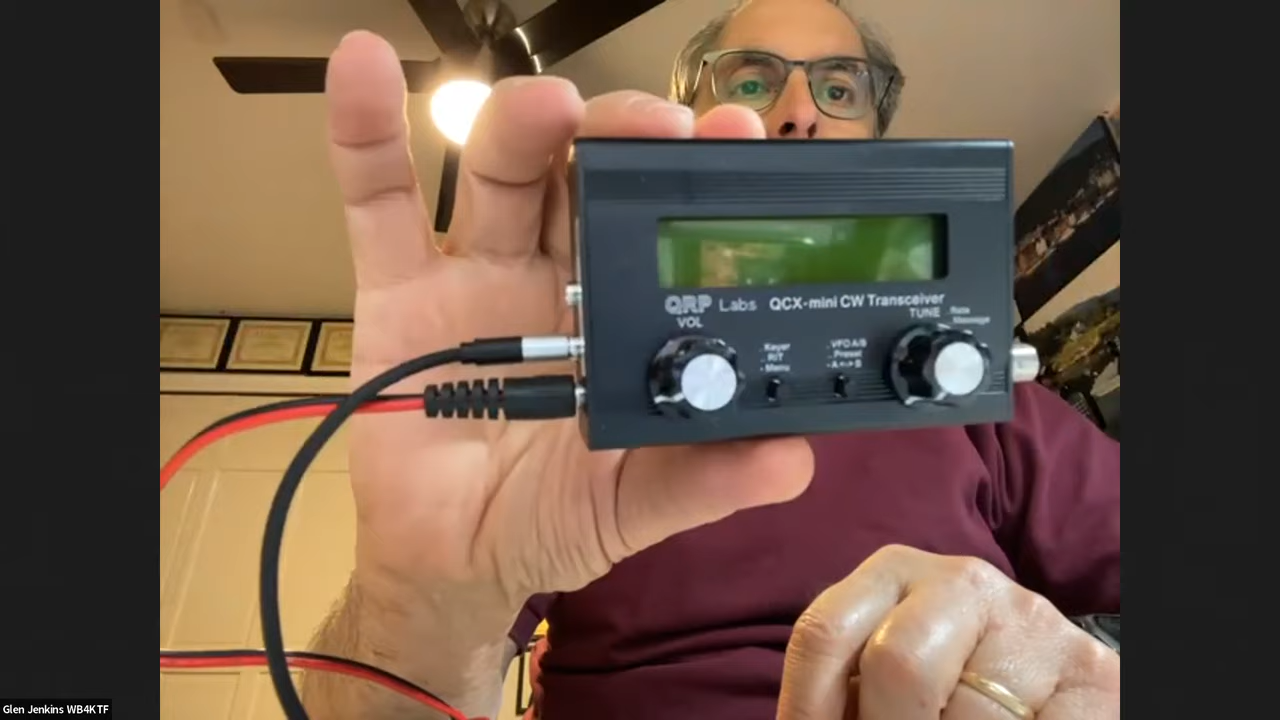 QRP Labs QCX-mini CW Transceiver
VOL
TUNE
Rate
Message
Keyer
RIT
Menu
VFO A/B
Preset
A<->B
Glen Jenkins WB4KTF